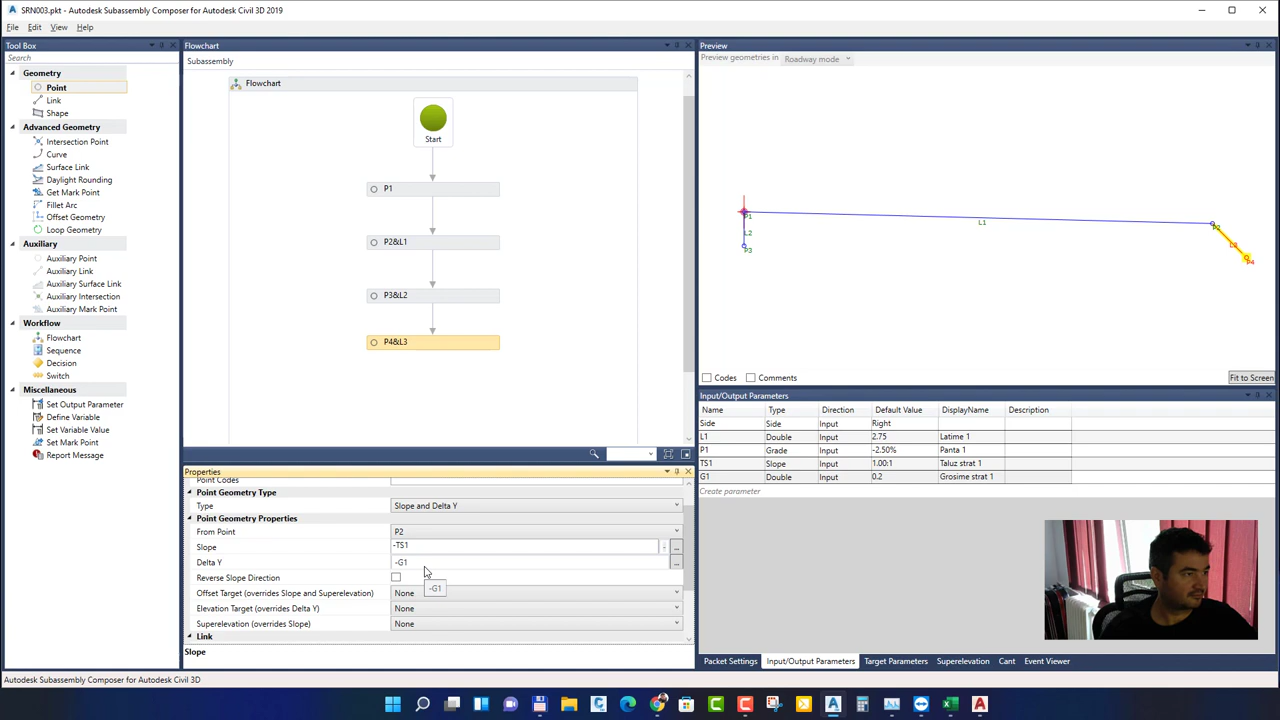 SRN003.pkt - Autodesk Subassembly Composer for Autodesk Civil 3D 2019
File Edit View Help
Tool Box
Search
Geometry
Point
Link
Shape
Advanced Geometry
Intersection Point
Curve
Surface Link
Daylight Rounding
Get Mark Point
Fillet Arc
Offset Geometry
Loop Geometry
Auxiliary
Auxiliary Point
Auxiliary Link
Auxiliary Surface Link
Auxiliary Intersection
Auxiliary Mark Point
Workflow
Flowchart
Sequence
Decision
Switch
Miscellaneous
Set Output Parameter
Define Variable
Set Variable Value
Set Mark Point
Report Message
Flowchart
Subassembly
Flowchart
Start
P1
P2&L1
P3&L2
P4&L3
Properties
Point Codes
Point Geometry Type
Type Slope and Delta Y
Point Geometry Properties
From Point P2
Slope -TS1 ...
Delta Y -G1 ...
Reverse Slope Direction
-G1
Offset Target (overrides Slope and Superelevation) None
Elevation Target (overrides Delta Y) None
Superelevation (overrides Slope) None
Link
Slope
Preview
Preview geometries in Roadway mode
P1
L2
P3
L1
P2
L3
P4
Codes Comments Fit to Screen
Input/Output Parameters
Name Type Direction Default Value DisplayName Description
Side Side Input Right
L1 Double Input 2.75 Latime 1
P1 Grade Input -2.50% Panta 1
TS1 Slope Input 1.00:1 Taluz strat 1
G1 Double Input 0.2 Grosime strat 1
Create parameter
Packet Settings Input/Output Parameters Target Parameters Superelevation Cant Event Viewer
Autodesk Subassembly Composer for Autodesk Civil 3D 2019